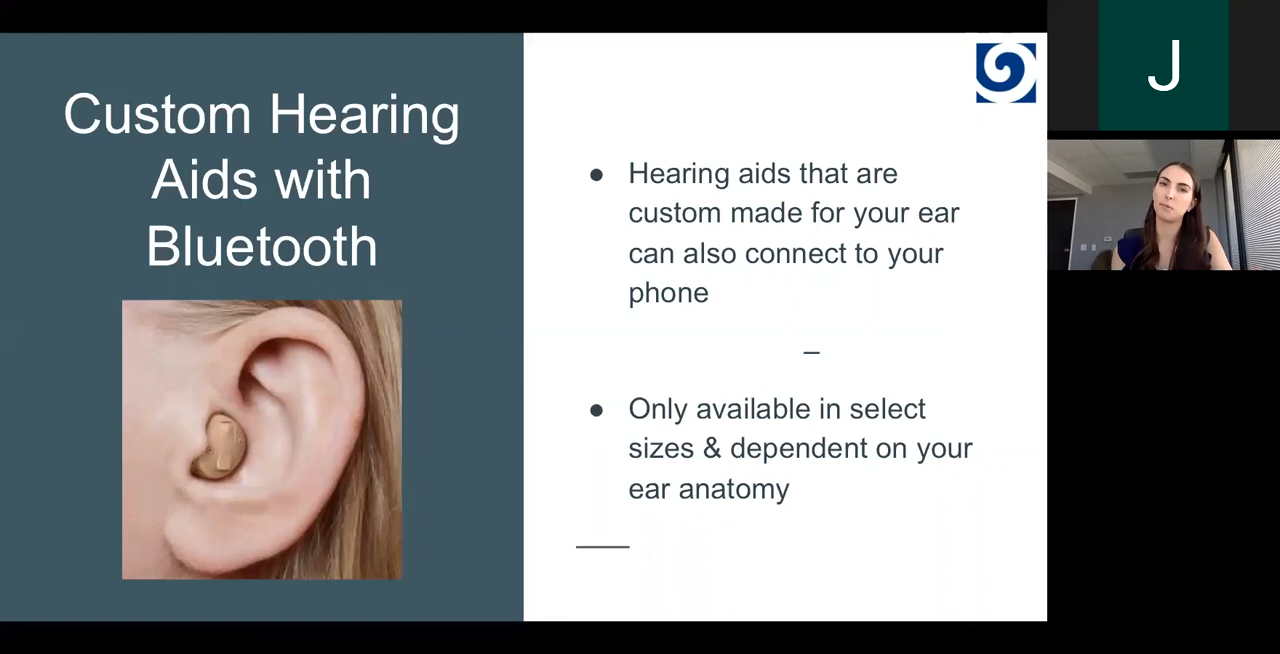 Custom Hearing
Aids with
Bluetooth
● Hearing aids that are
custom made for your ear
can also connect to your
phone
–
● Only available in select
sizes & dependent on your
ear anatomy
J